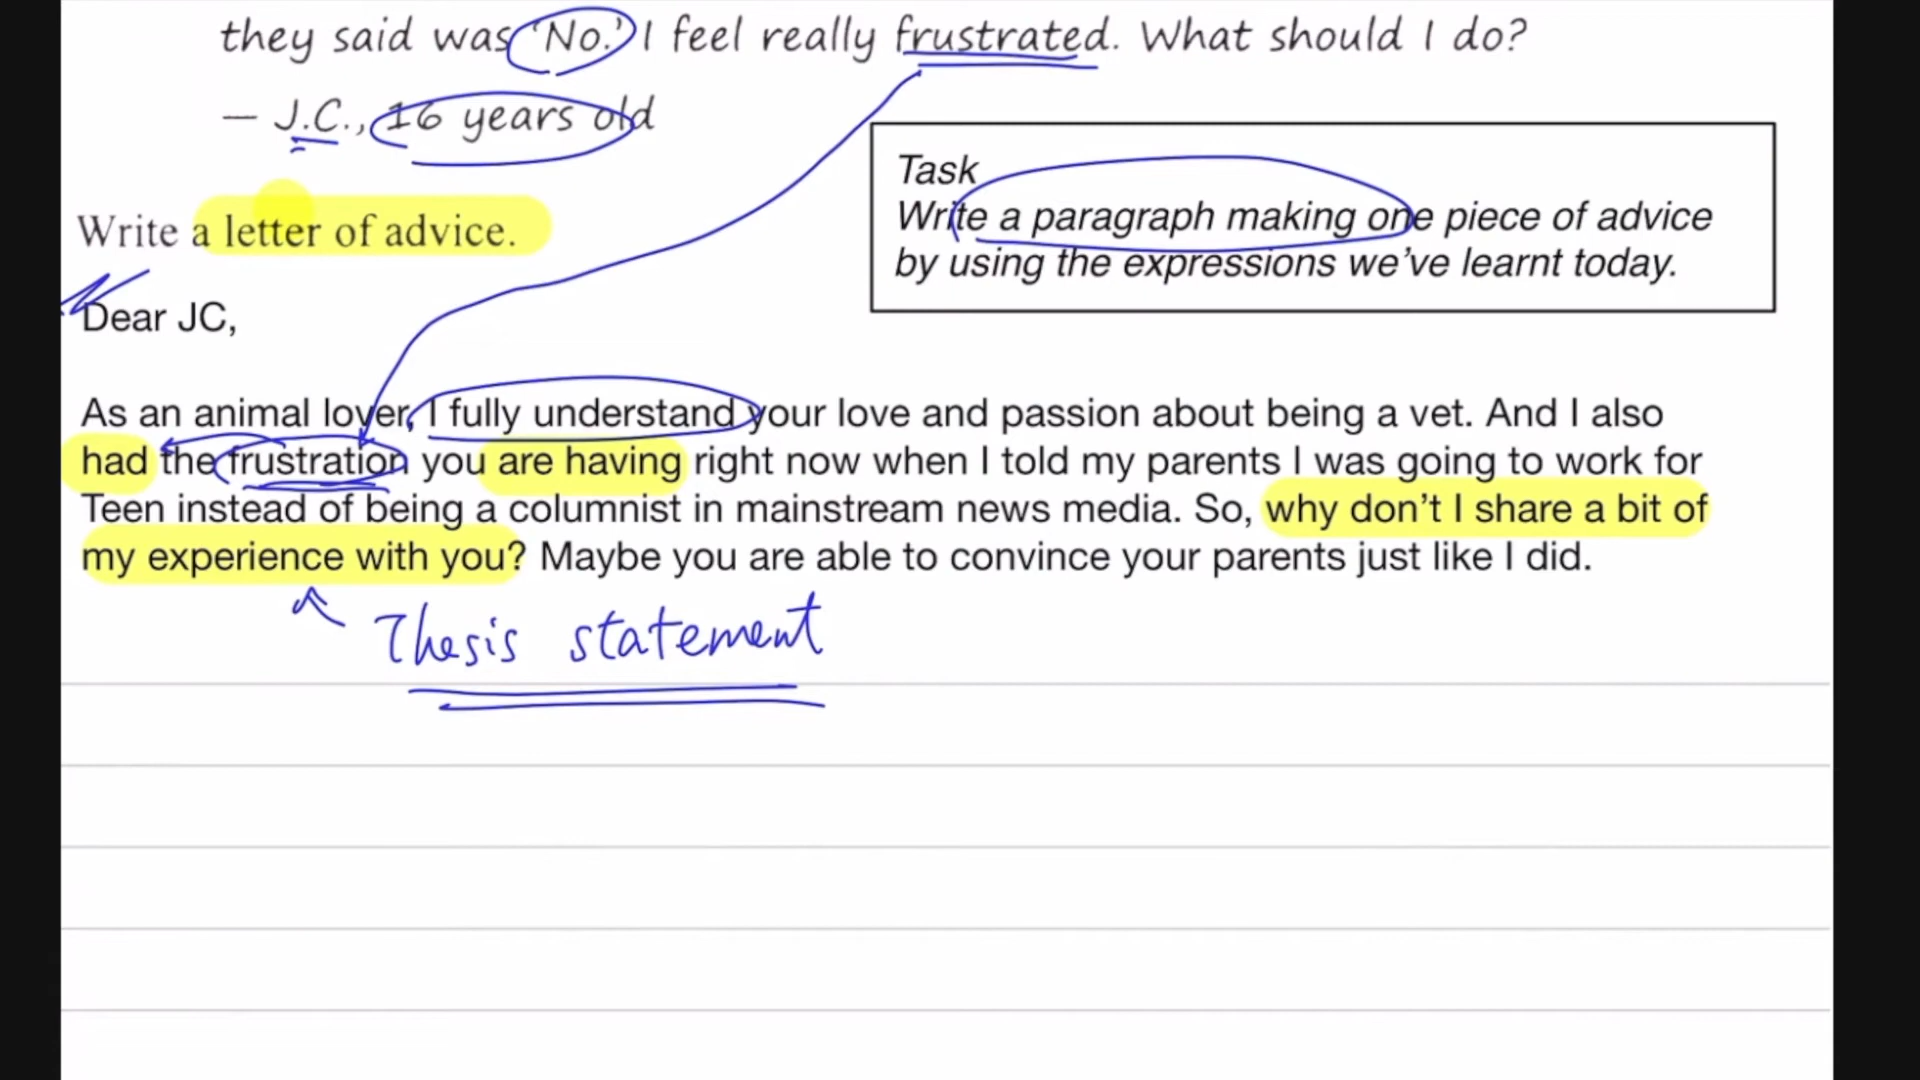 they said was 'No.' I feel really frustrated. What should I do?
— J.C., 16 years old
Task
Write a paragraph making one piece of advice
by using the expressions we've learnt today.
Write a letter of advice.
Dear JC,
As an animal lover, I fully understand your love and passion about being a vet. And I also
had the frustration you are having right now when I told my parents I was going to work for
Teen instead of being a columnist in mainstream news media. So, why don't I share a bit of
my experience with you? Maybe you are able to convince your parents just like I did.
Thesis statement